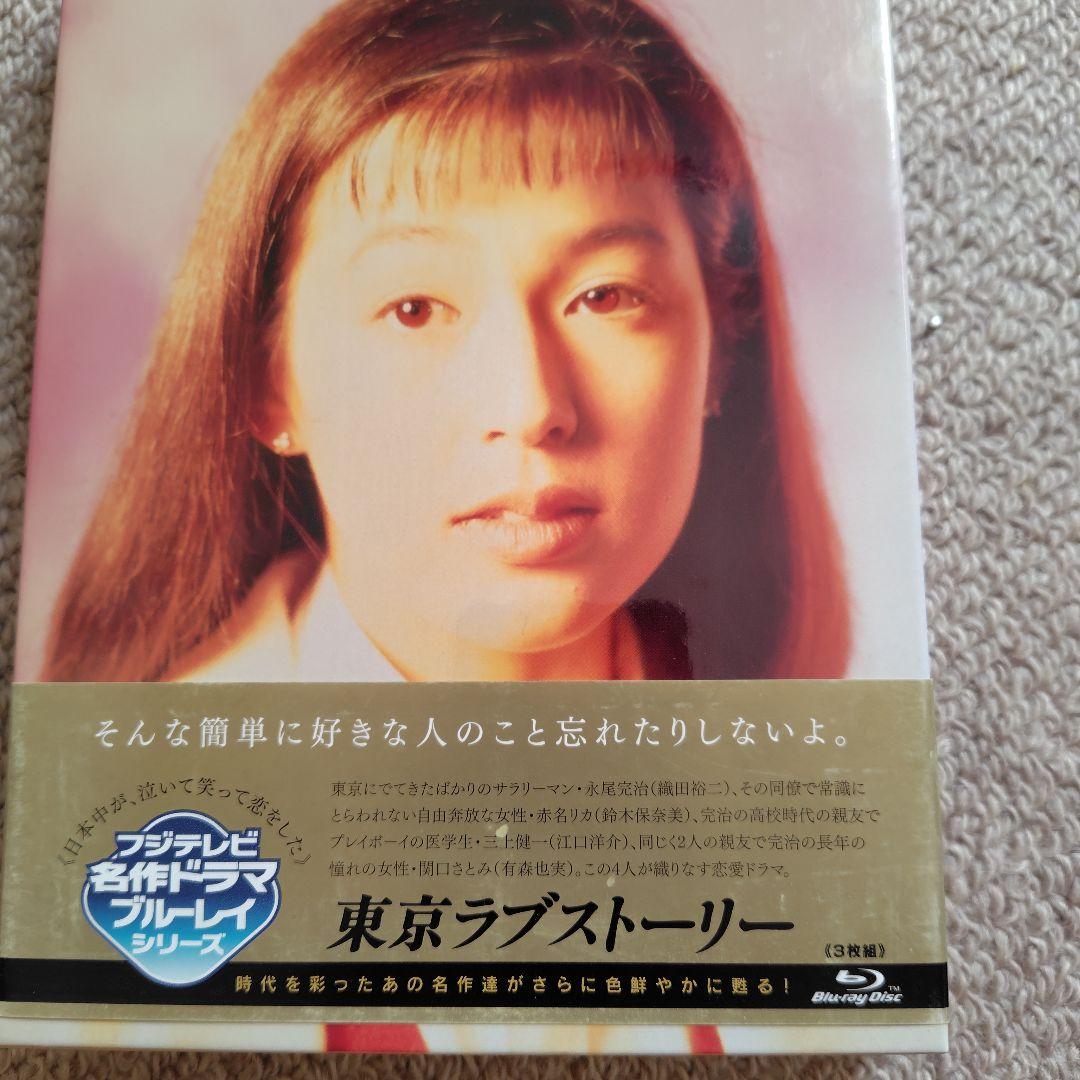 そんな簡単に好きな人のこと忘れたりしないよ。
《日本中が、泣いて笑って恋をした》
フジテレビ
名作ドラマ
ブルーレイ
シリーズ
東京にでてきたばかりのサラリーマン・永尾完治（織田裕二）、その同僚で常識に
とらわれない自由奔放な女性・赤名リカ（鈴木保奈美）、完治の高校時代の親友で
プレイボーイの医学生・三上健一（江口洋介）、同じく2人の親友で完治の長年の
憧れの女性・関口さとみ（有森也実）。この4人が織りなす恋愛ドラマ。
東京ラブストーリー
《3枚組》
時代を彩ったあの名作達がさらに色鮮やかに甦る！
Blu-ray Disc™